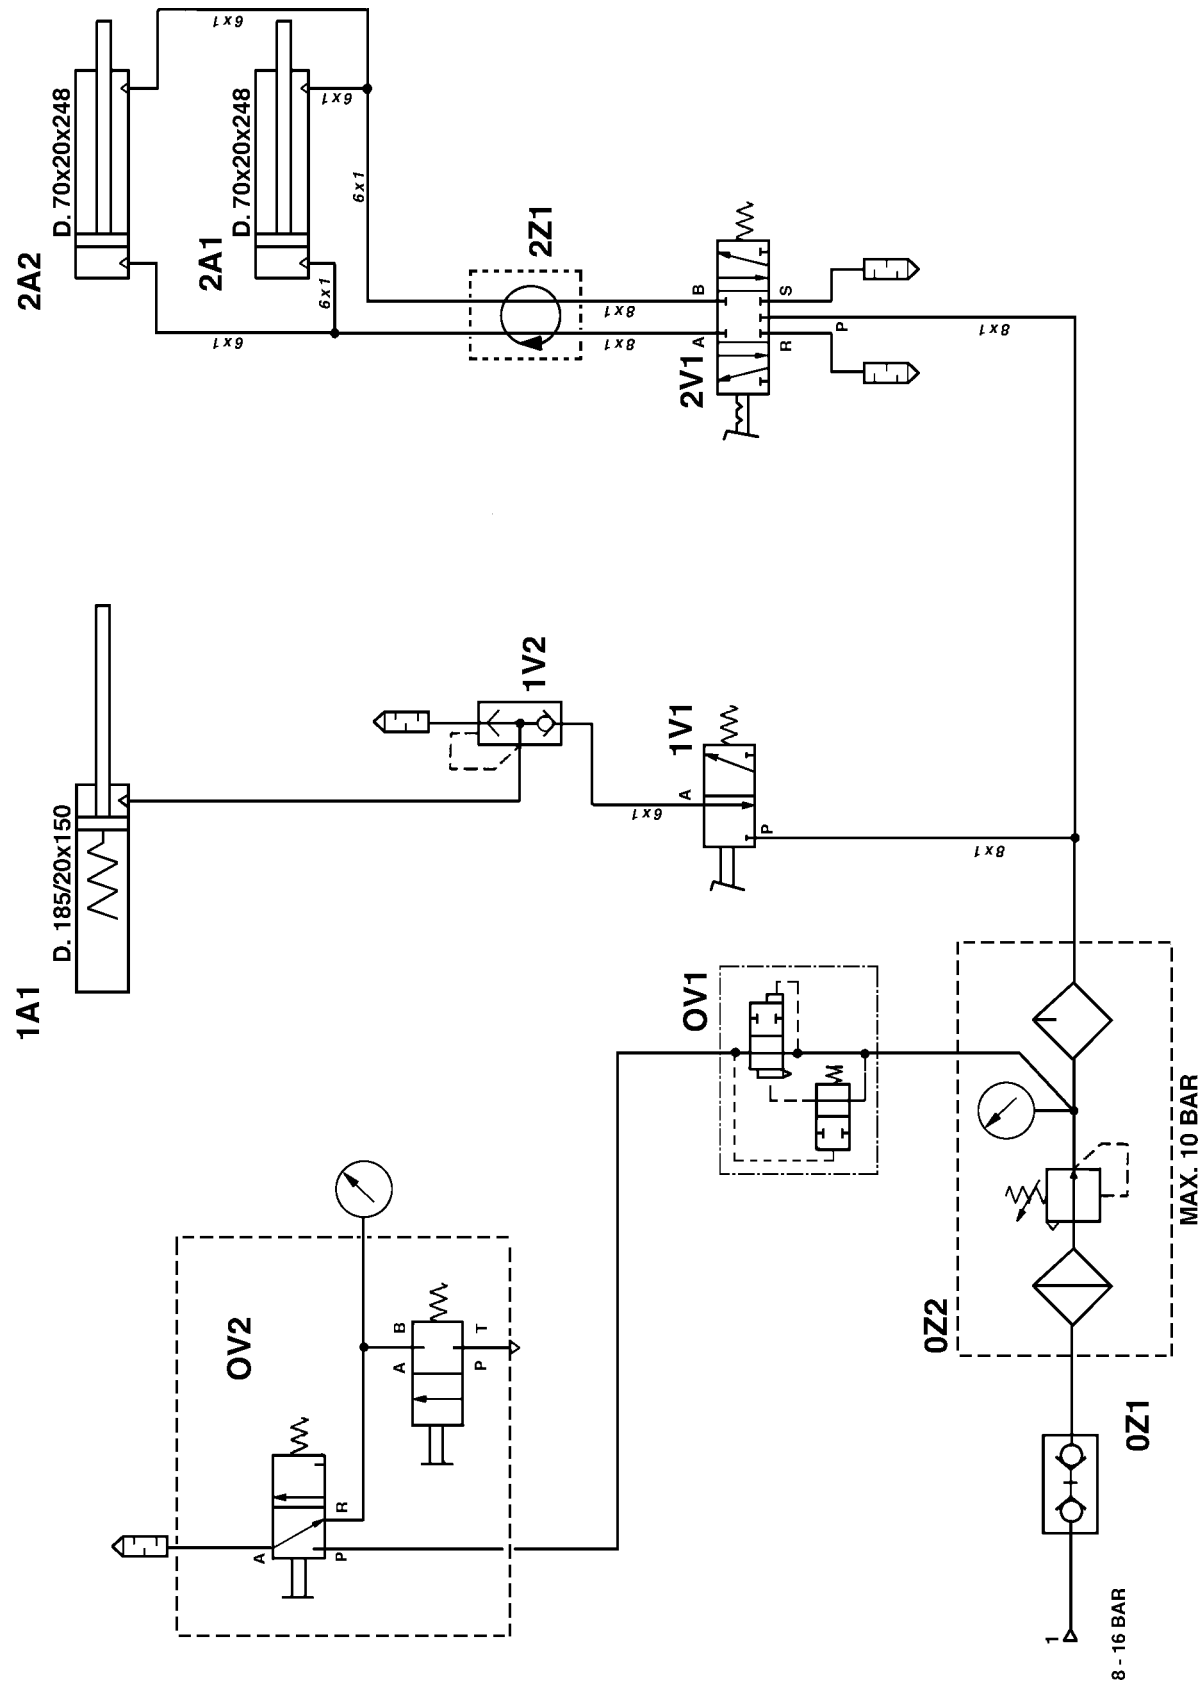 2A2
D. 70x20x248
2A1
D. 70x20x248
6x1
6x1
6x1
6x1
6x1
2Z1
8x1
8x1
2V1
A
B
R
P
S
8x1
1A1
D. 185/20x150
1V2
6x1
1V1
A
P
8x1
OV1
OV2
A
P
R
A
B
P
T
0Z2
MAX. 10 BAR
0Z1
1
8 - 16 BAR